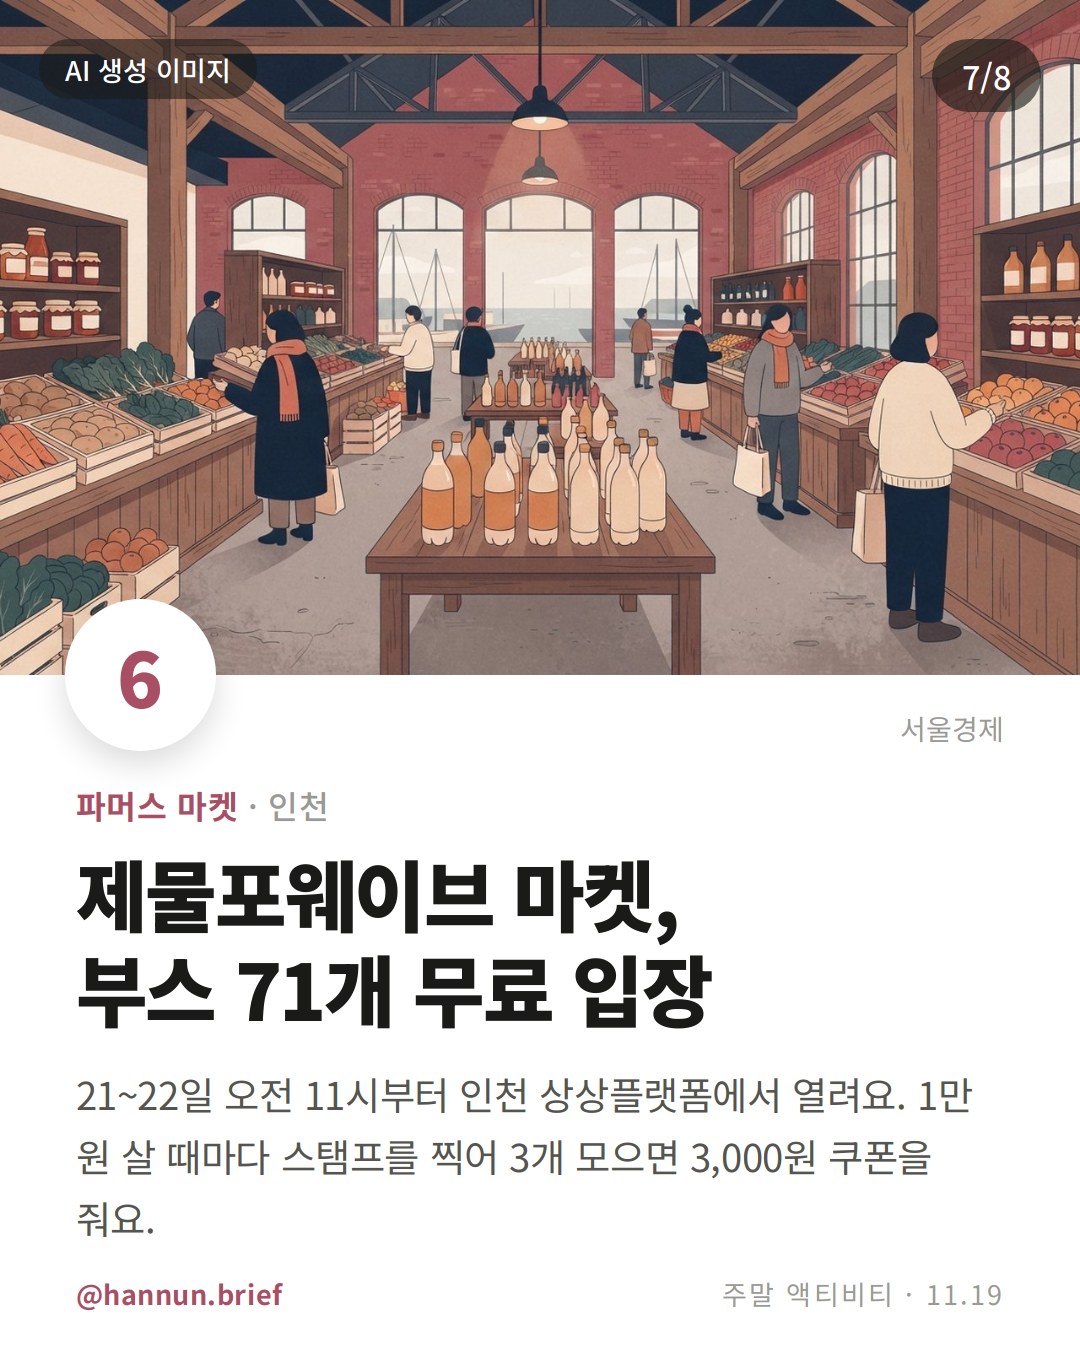 AI 생성 이미지
7/8
6
서울경제
파머스 마켓 · 인천
제물포웨이브 마켓,
부스 71개 무료 입장
21~22일 오전 11시부터 인천 상상플랫폼에서 열려요. 1만
원 살 때마다 스탬프를 찍어 3개 모으면 3,000원 쿠폰을
줘요.
@hannun.brief
주말 액티비티 · 11.19